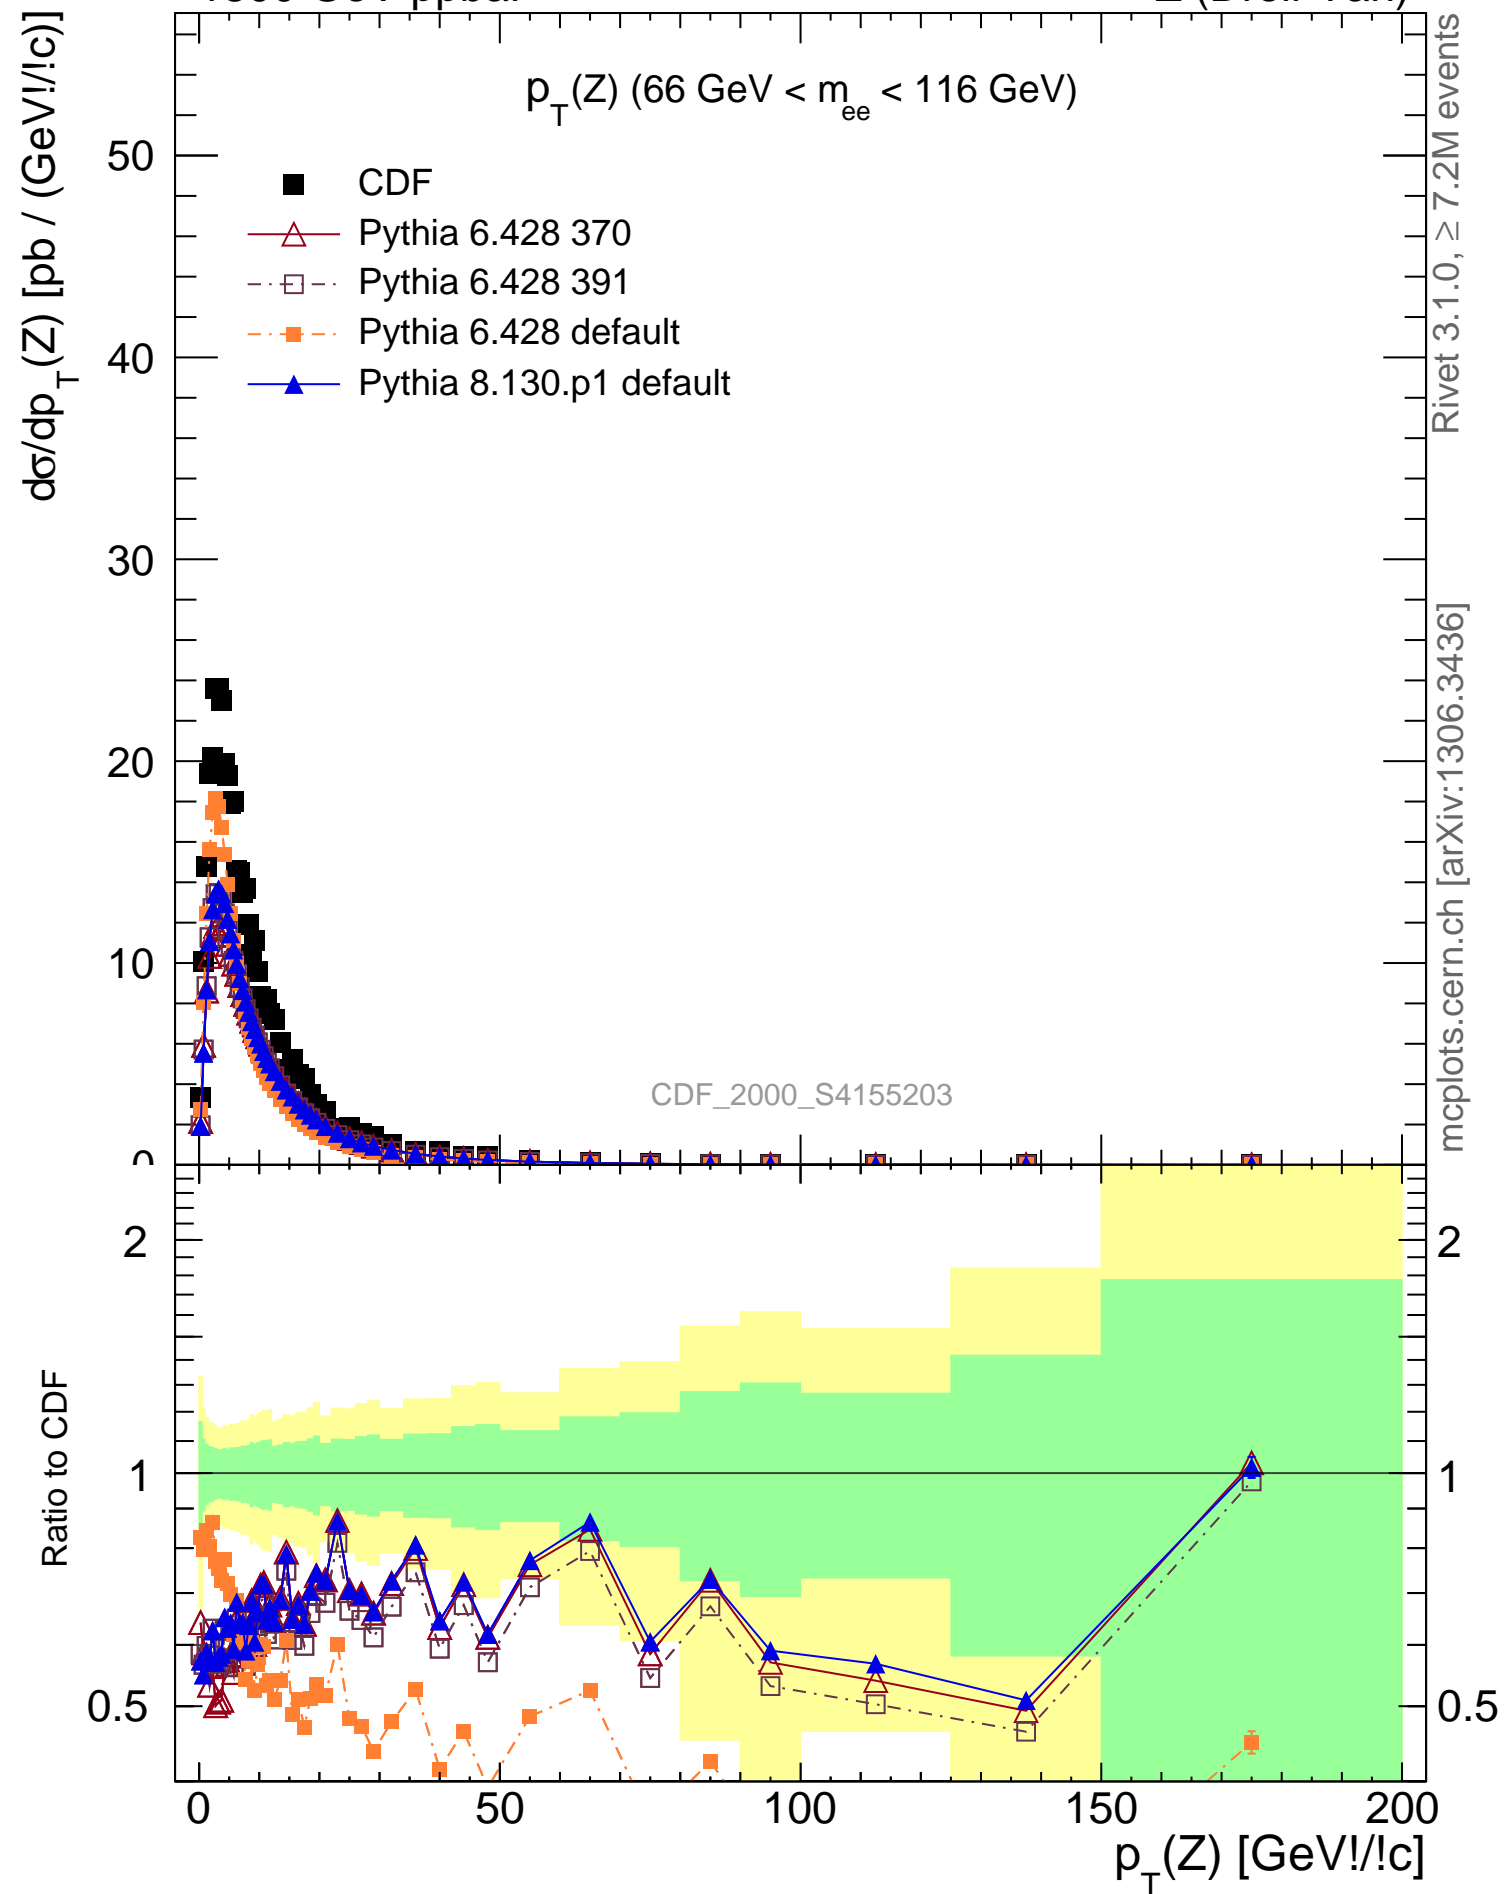 dσ/dp_T(Z) [pb / (GeV!/!c)]
p_T(Z) (66 GeV < m_ee < 116 GeV)
CDF
Pythia 6.428 370
Pythia 6.428 391
Pythia 6.428 default
Pythia 8.130.p1 default
50
40
30
20
10
0
CDF_2000_S4155203
Rivet 3.1.0, ≥ 7.2M events
mcplots.cern.ch [arXiv:1306.3436]
Ratio to CDF
2
1
0.5
2
1
0.5
0 50 100 150 200
p_T(Z) [GeV!/!c]